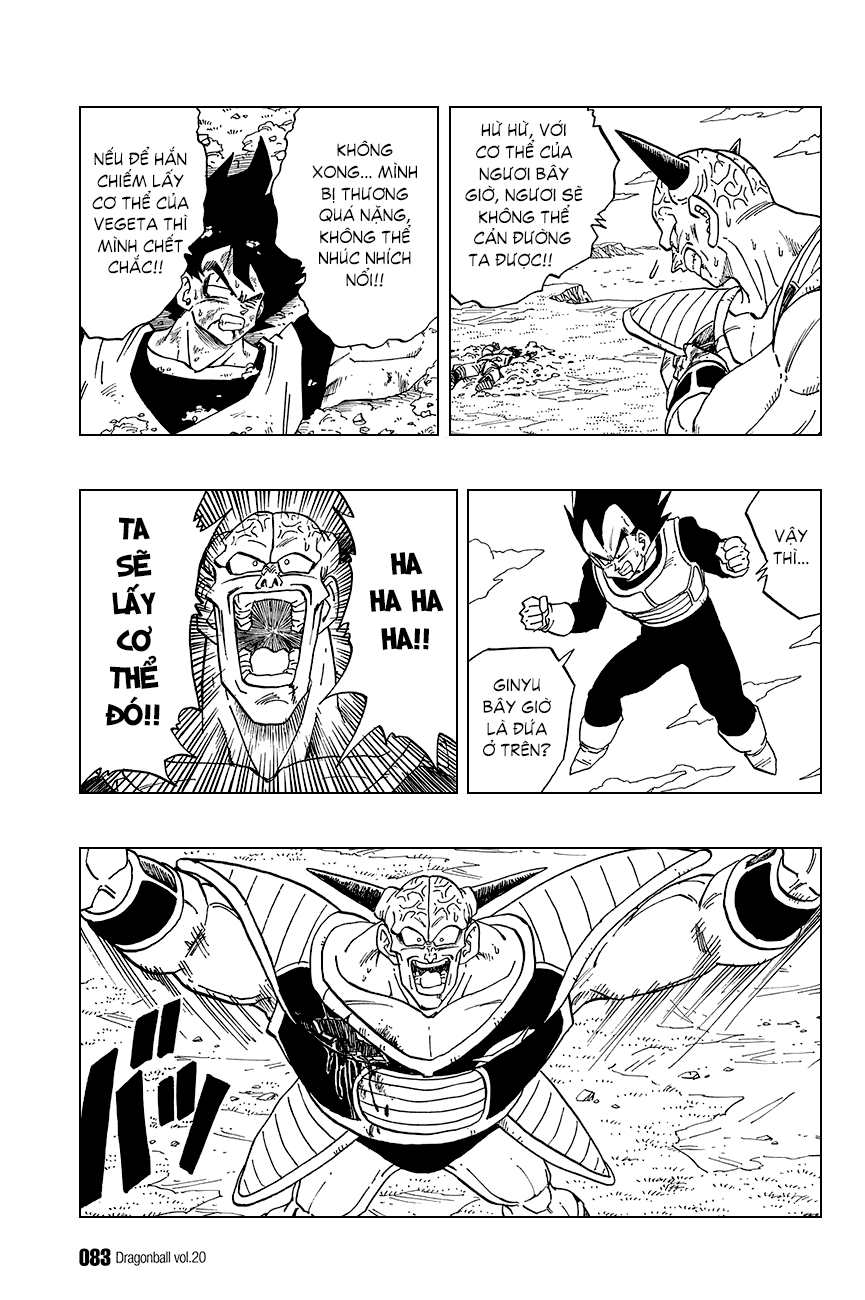 HỪ HỪ, VỚI
CƠ THỂ CỦA
NGƯƠI BÂY
GIỜ, NGƯƠI SẼ
KHÔNG THỂ
CẢN ĐƯỜNG
TA ĐƯỢC!!
KHÔNG
XONG... MÌNH
BỊ THƯƠNG
QUÁ NẶNG,
KHÔNG THỂ
NHÚC NHÍCH
NỔI!!
NẾU ĐỂ HẮN
CHIẾM LẤY
CƠ THỂ CỦA
VEGETA THÌ
MÌNH CHẾT
CHẮC!!
VẬY
THÌ...
GINYU
BÂY GIỜ
LÀ ĐỨA
Ở TRÊN?
HA
HA HA
HA!!
TA
SẼ
LẤY
CƠ
THỂ
ĐÓ!!
バッ
083 Dragonball vol.20